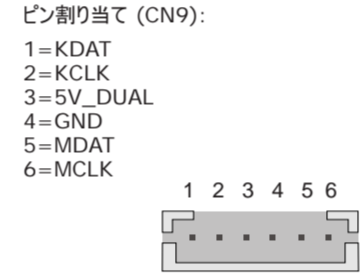 ピン割り当て (CN9):
1=KDAT
2=KCLK
3=5V_DUAL
4=GND
5=MDAT
6=MCLK
1 2 3 4 5 6